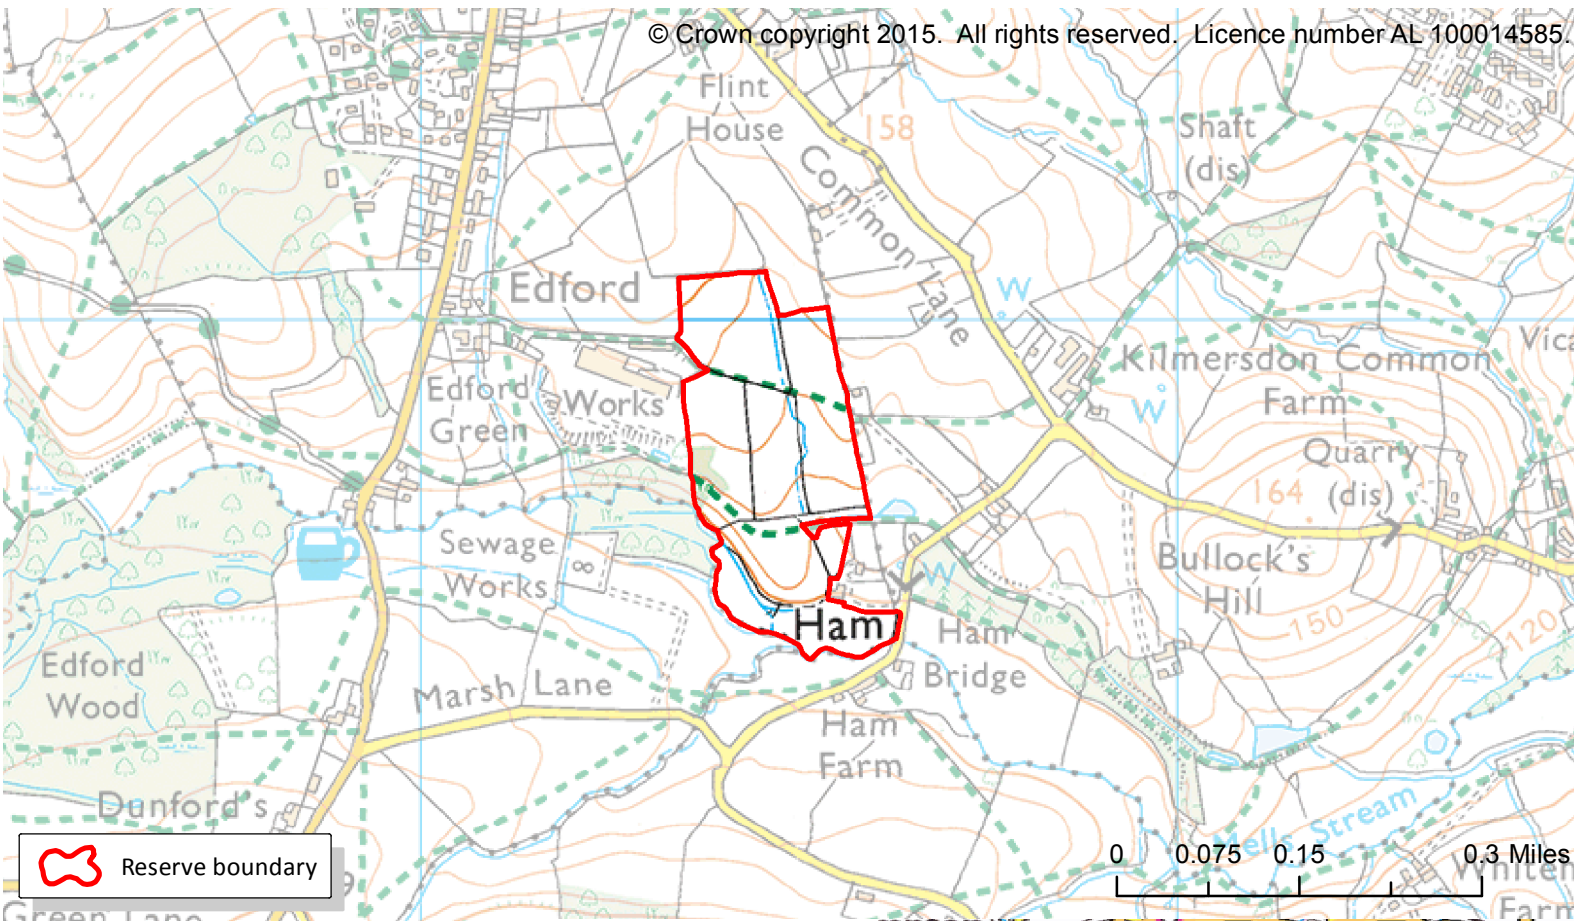 © Crown copyright 2015. All rights reserved. Licence number AL 100014585.
Flint
House
158
Shaft
(dis)
Common Lane
Edford
W
Kilmersdon Common
Farm
W
Edford
Green
Works
Quarry
(dis)
164
Sewage
Works
Bullock's
Hill
W
Ham
Ham
Bridge
150
120
Edford
Wood
Marsh Lane
Ham
Farm
Dunford's
Mells Stream
Reserve boundary
0 0.075 0.15 0.3 Miles
9
Green Lane
Farm